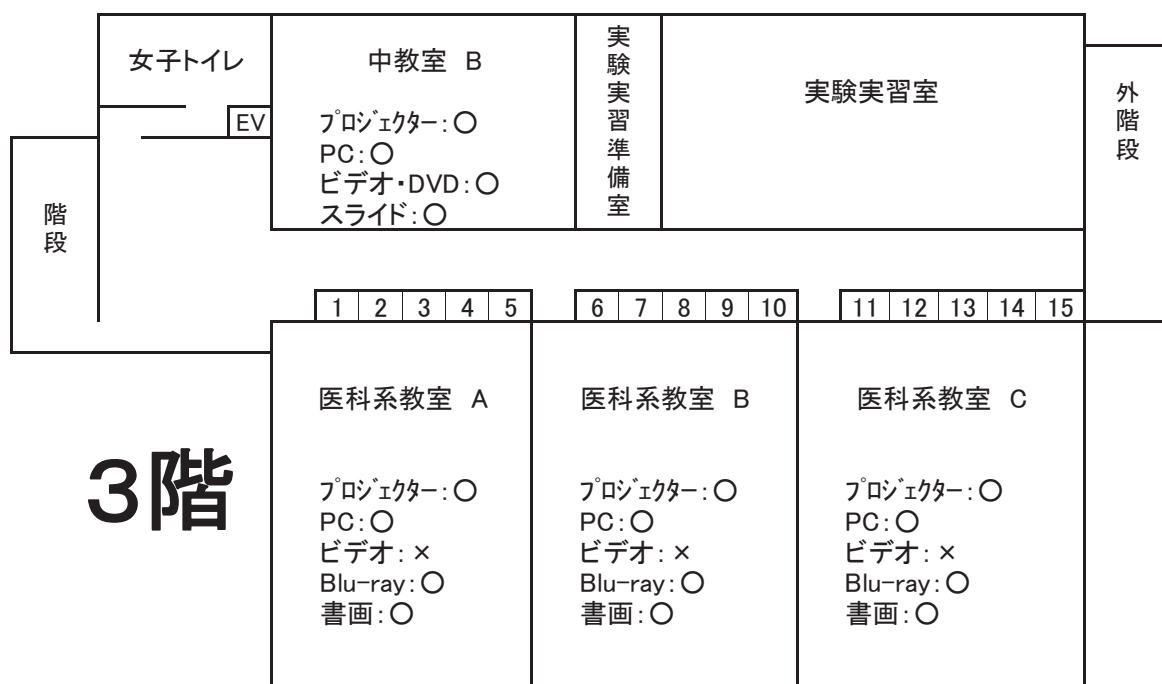 女子トイレ
EV
階段
中教室 B
ﾌﾟﾛｼﾞｪｸﾀｰ:○
PC:○
ビデオ・DVD:○
スライド:○
実験実習準備室
実験実習室
外階段
1 2 3 4 5
6 7 8 9 10
11 12 13 14 15
3階
医科系教室 A
ﾌﾟﾛｼﾞｪｸﾀｰ:○
PC:○
ビデオ:×
Blu-ray:○
書画:○
医科系教室 B
ﾌﾟﾛｼﾞｪｸﾀｰ:○
PC:○
ビデオ:×
Blu-ray:○
書画:○
医科系教室 C
ﾌﾟﾛｼﾞｪｸﾀｰ:○
PC:○
ビデオ:×
Blu-ray:○
書画:○